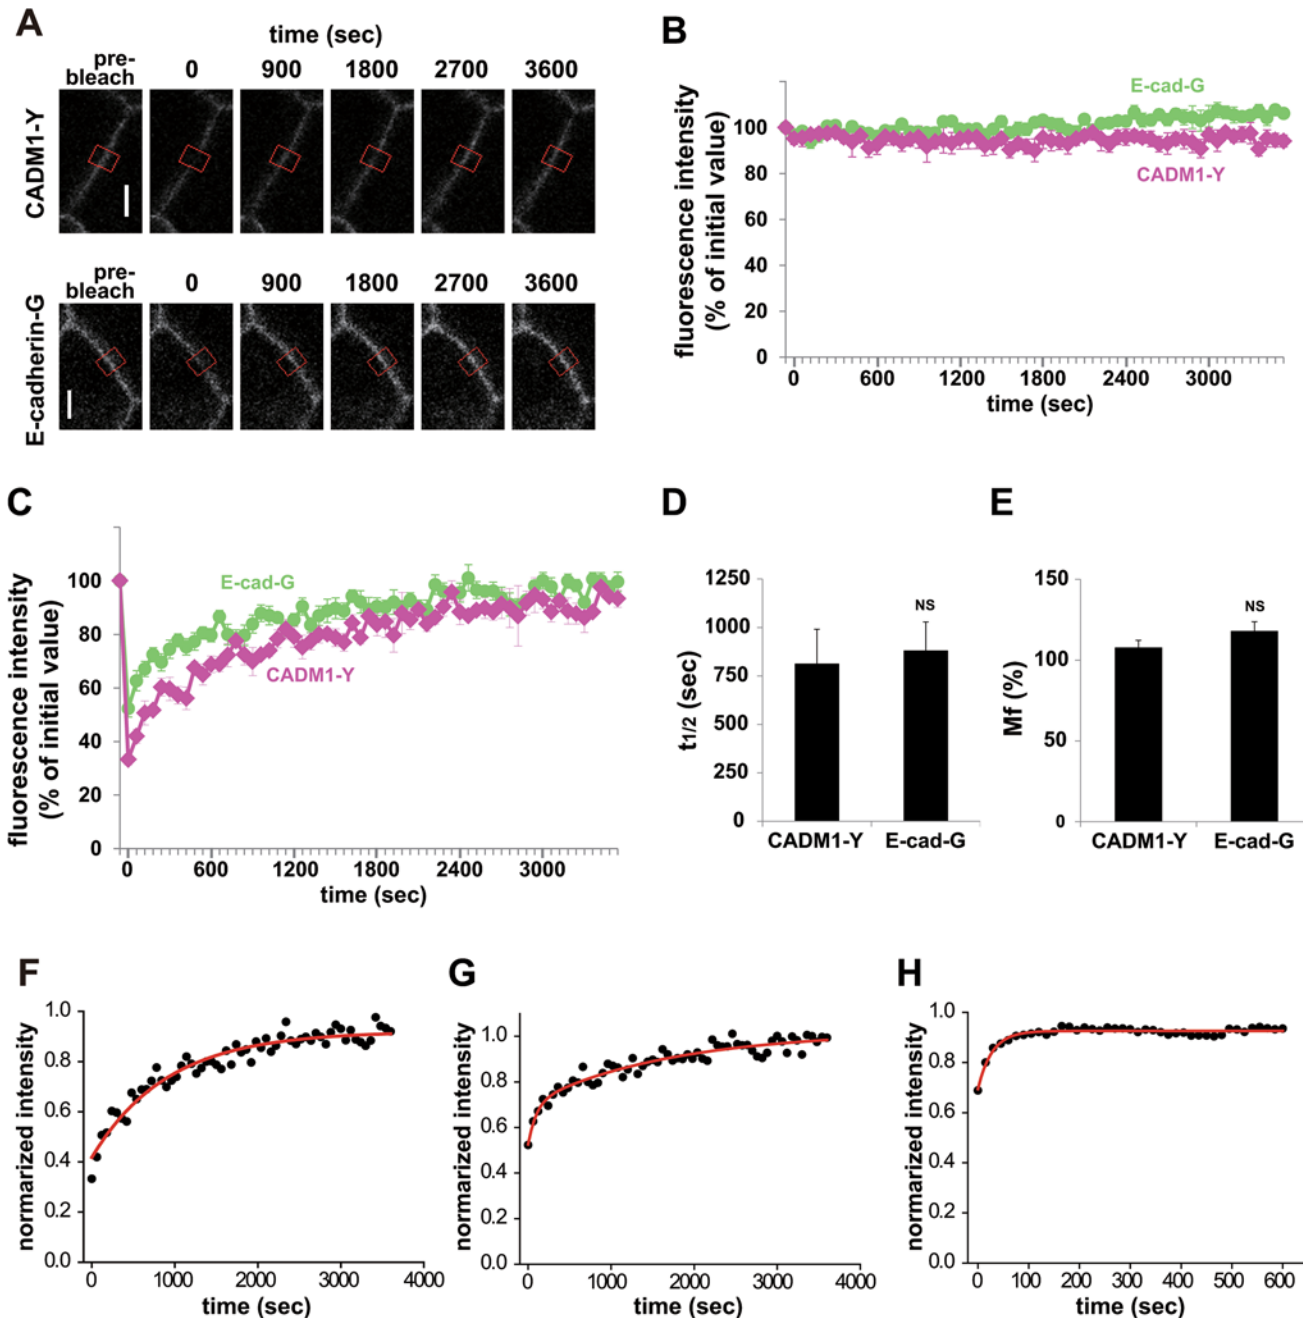 A
time (sec)
pre-
bleach 0 900 1800 2700 3600
CADM1-Y
pre-
bleach 0 900 1800 2700 3600
E-cadherin-G
B
fluorescence intensity
(% of initial value)
100
80
60
40
20
0
E-cad-G
CADM1-Y
0 600 1200 1800 2400 3000
time (sec)
C
fluorescence intensity
(% of initial value)
100
80
60
40
20
0
E-cad-G
CADM1-Y
0 600 1200 1800 2400 3000
time (sec)
D
t1/2 (sec)
1250
1000
750
500
250
0
NS
CADM1-Y E-cad-G
E
Mf (%)
150
100
50
0
NS
CADM1-Y E-cad-G
F
normarized intensity
1.0
0.8
0.6
0.4
0.2
0.0
0 1000 2000 3000 4000
time (sec)
G
normarized intensity
1.0
0.8
0.6
0.4
0.2
0.0
0 1000 2000 3000 4000
time (sec)
H
normarized intensity
1.0
0.8
0.6
0.4
0.2
0.0
0 100 200 300 400 500 600
time (sec)